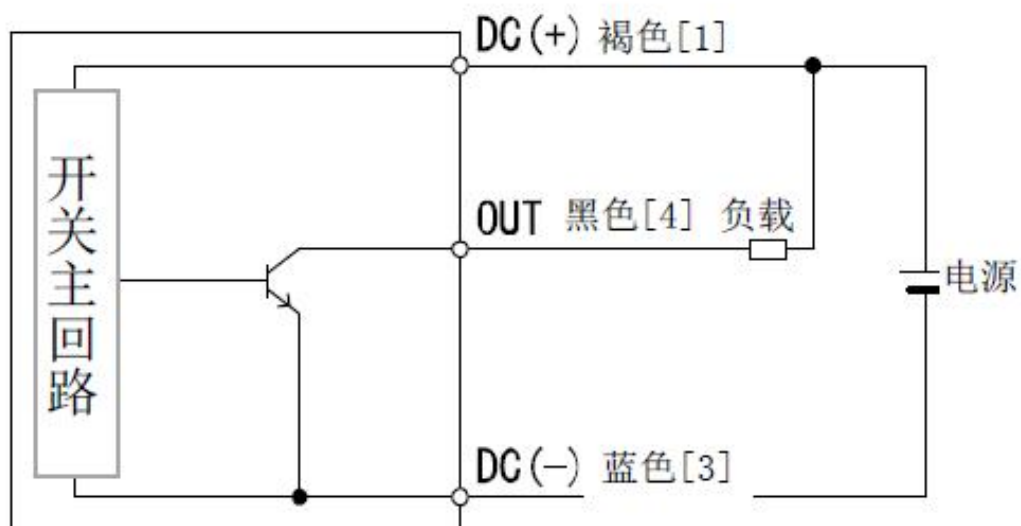 DC(+) 褐色[1]
开关主回路
OUT 黑色[4] 负载
电源
DC(-) 蓝色[3]